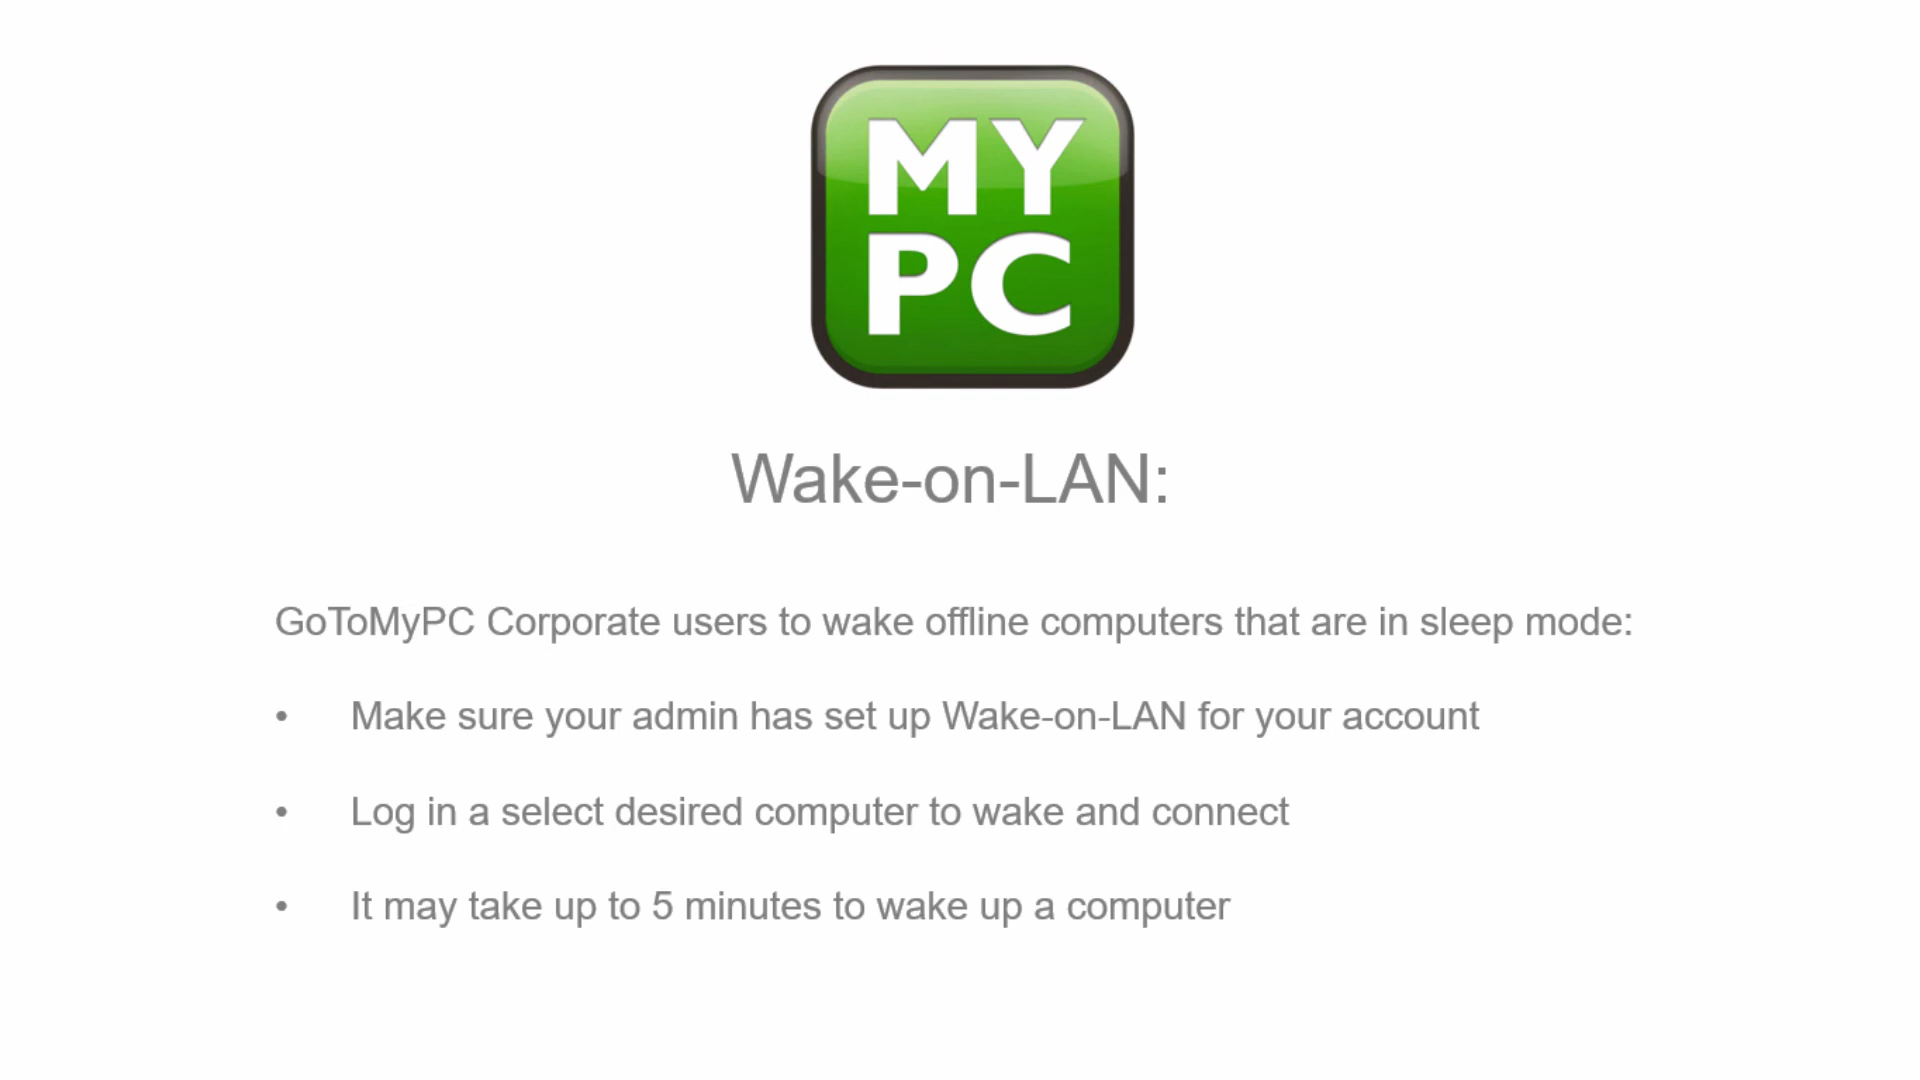 MY
PC
Wake-on-LAN:
GoToMyPC Corporate users to wake offline computers that are in sleep mode:
• Make sure your admin has set up Wake-on-LAN for your account
• Log in a select desired computer to wake and connect
• It may take up to 5 minutes to wake up a computer